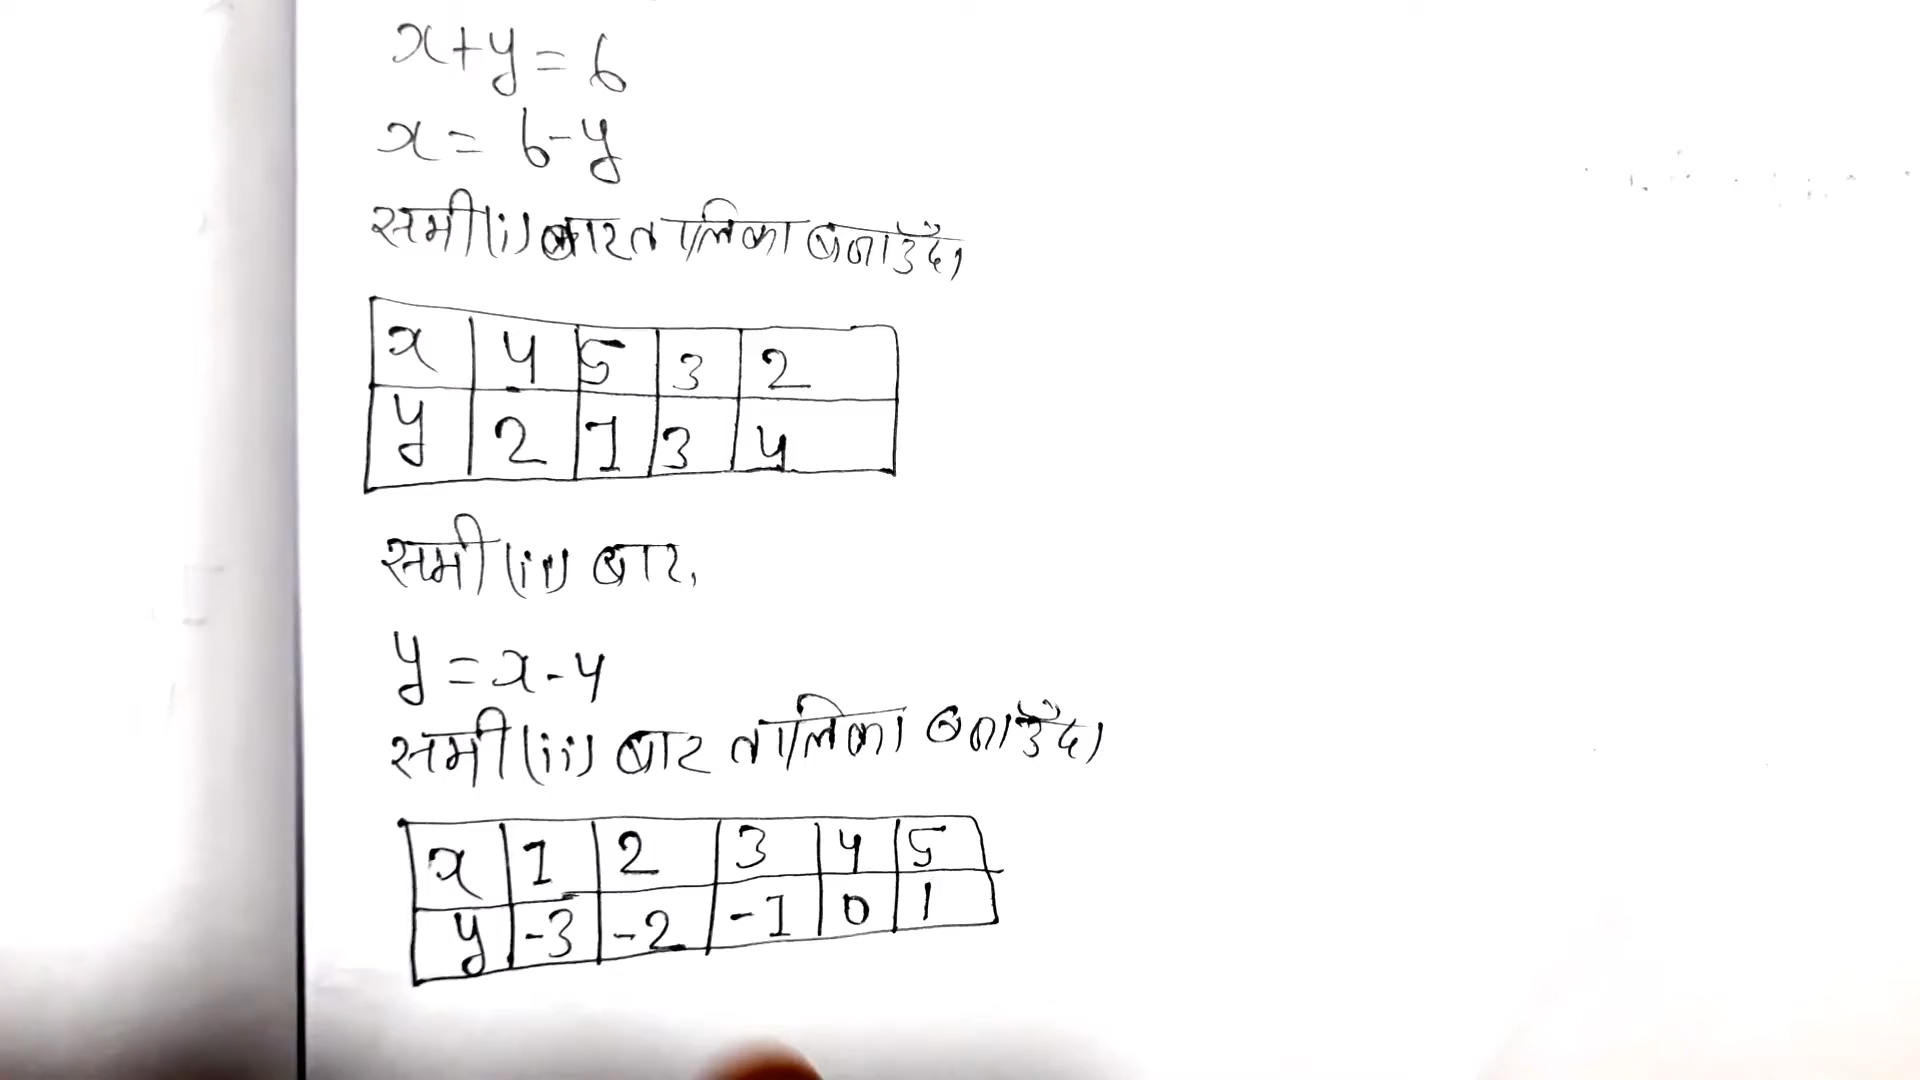 x+y=6
x= 6-y
समी(i) बाट तालिका बनाउँदै,
x 4 5 3 2
y 2 1 3 4
समी (ii) बाट,
y = x-4
समी (ii) बाट तालिका बनाउँदै,
x 1 2 3 4 5
y -3 -2 -1 0 1